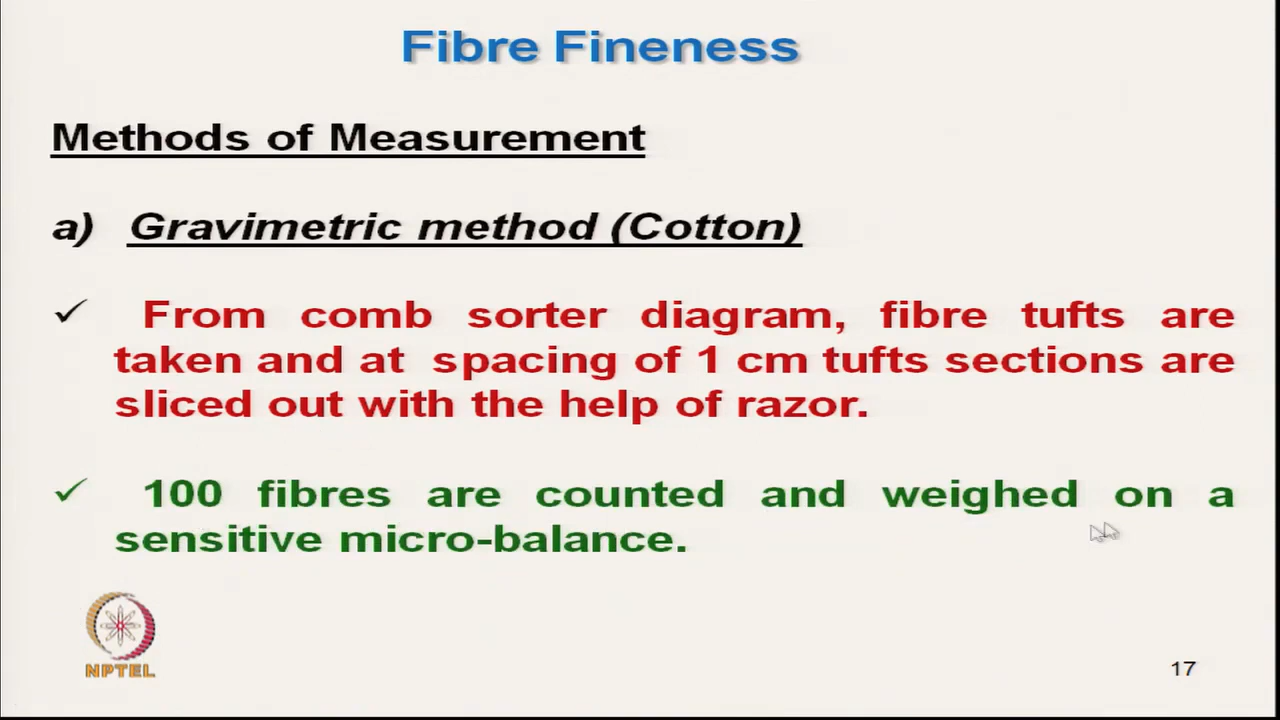 Fibre Fineness
Methods of Measurement
a) Gravimetric method (Cotton)
✓ From comb sorter diagram, fibre tufts are
taken and at spacing of 1 cm tufts sections are
sliced out with the help of razor.
✓ 100 fibres are counted and weighed on a
sensitive micro-balance.
NPTEL
17